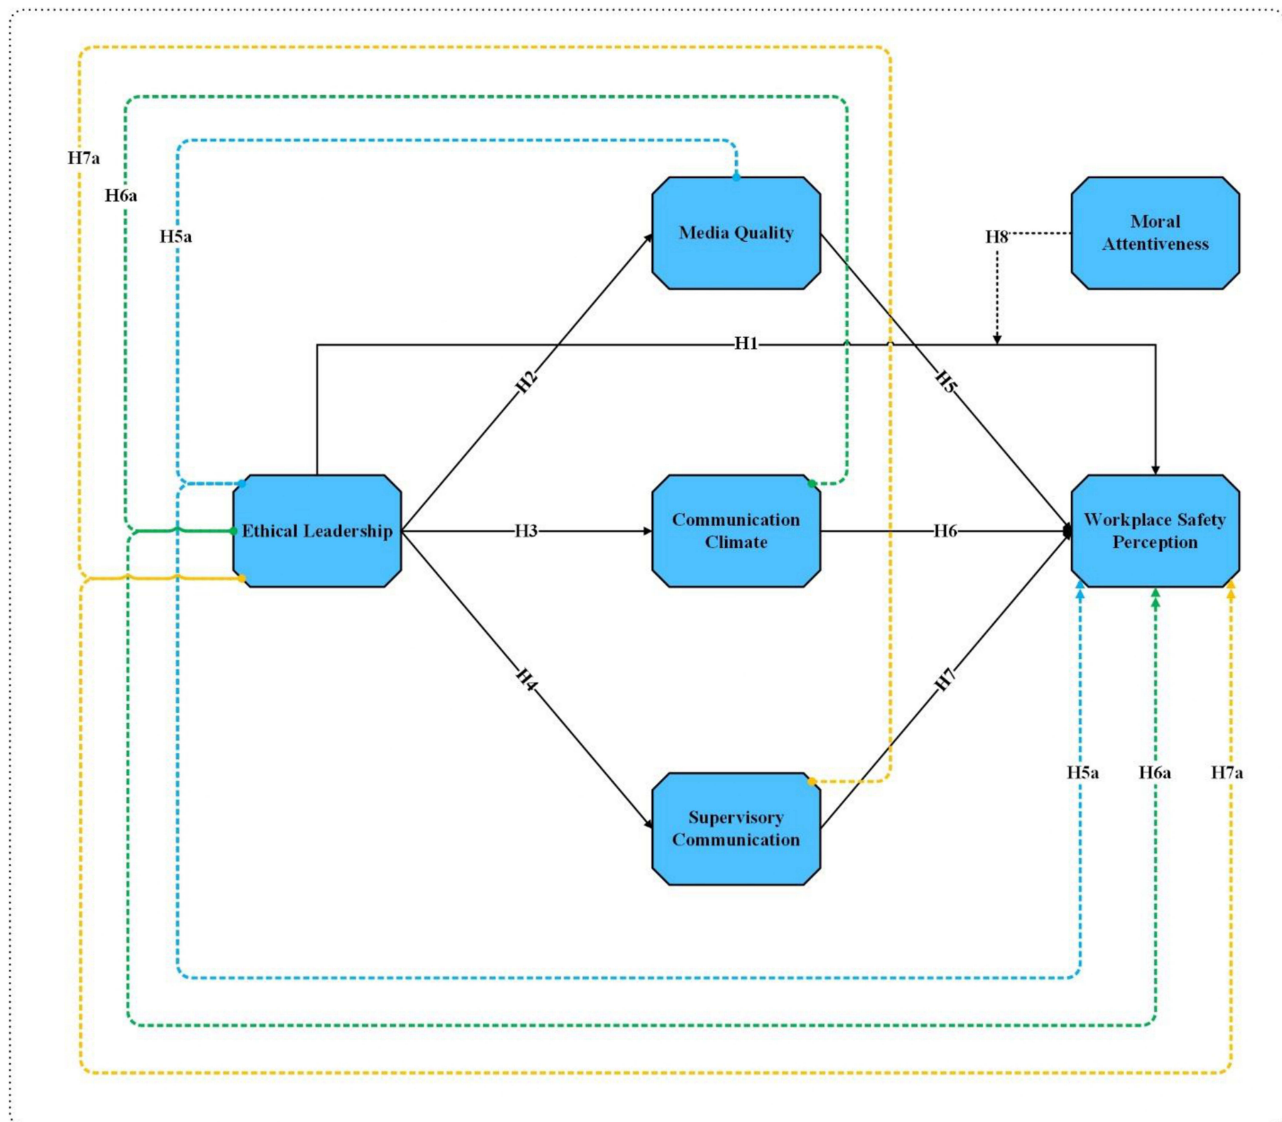 H7a
H6a
H5a
Media Quality
Moral
Attentiveness
H8
H1
H2
H5
Ethical Leadership
H3
Communication
Climate
H6
Workplace Safety
Perception
H4
H7
Supervisory
Communication
H5a
H6a
H7a